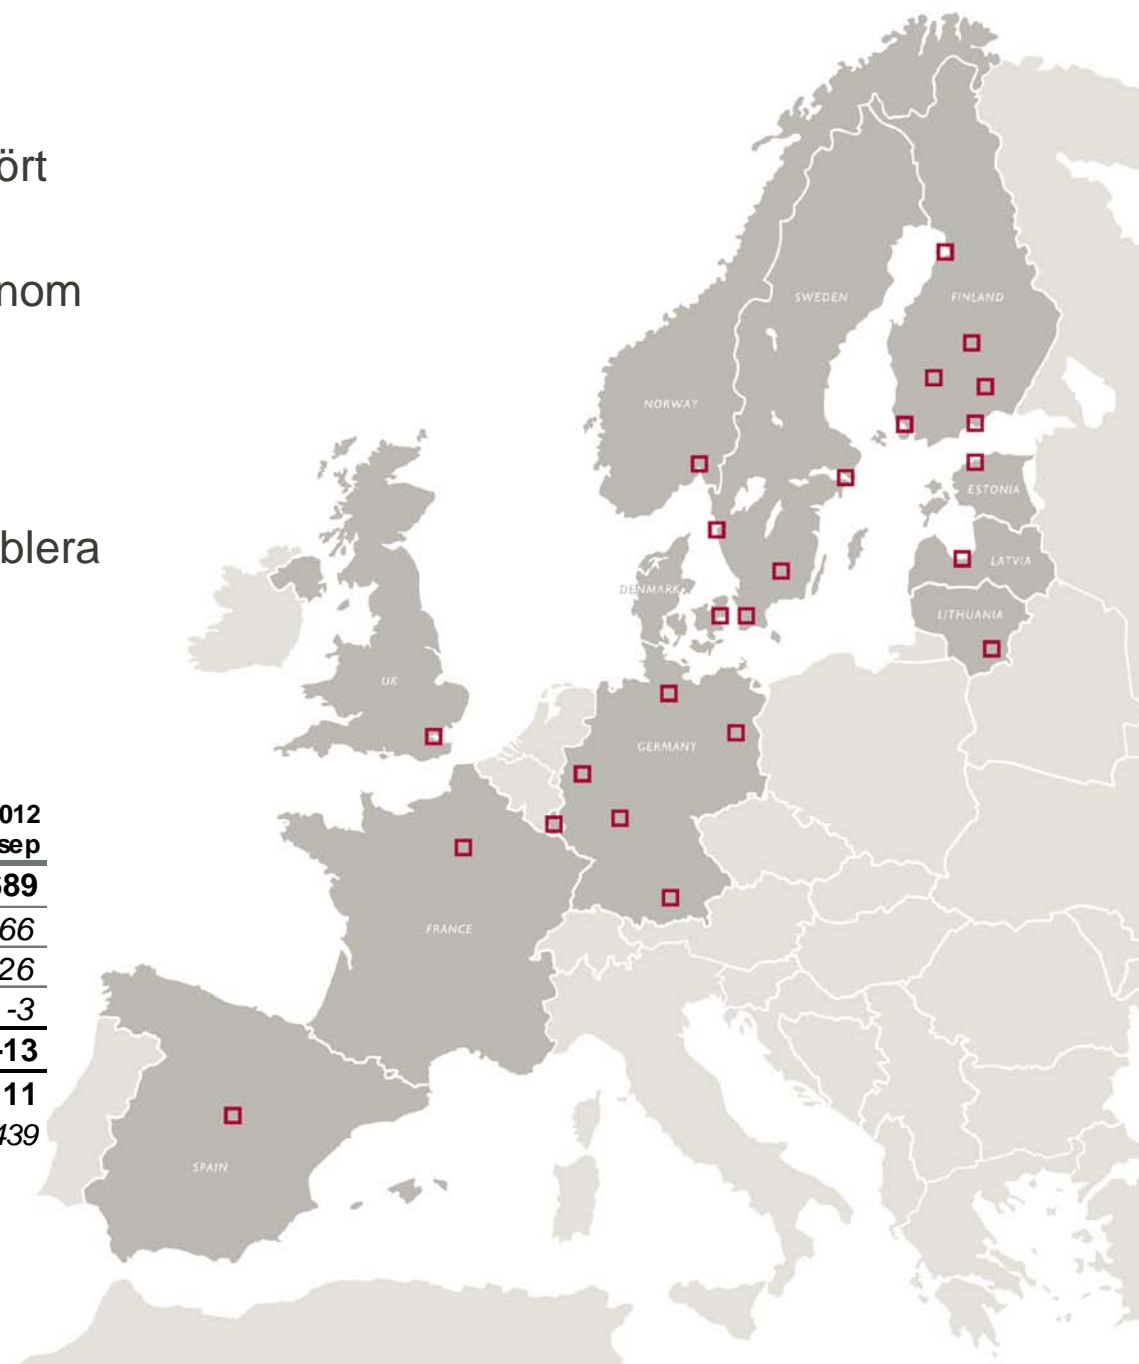 ört
nom
blera
012
sep
89
66
26
-3
-13
11
439
SWEDEN
FINLAND
NORWAY
ESTONIA
LATVIA
DENMARK
LITHUANIA
UK
GERMANY
FRANCE
SPAIN